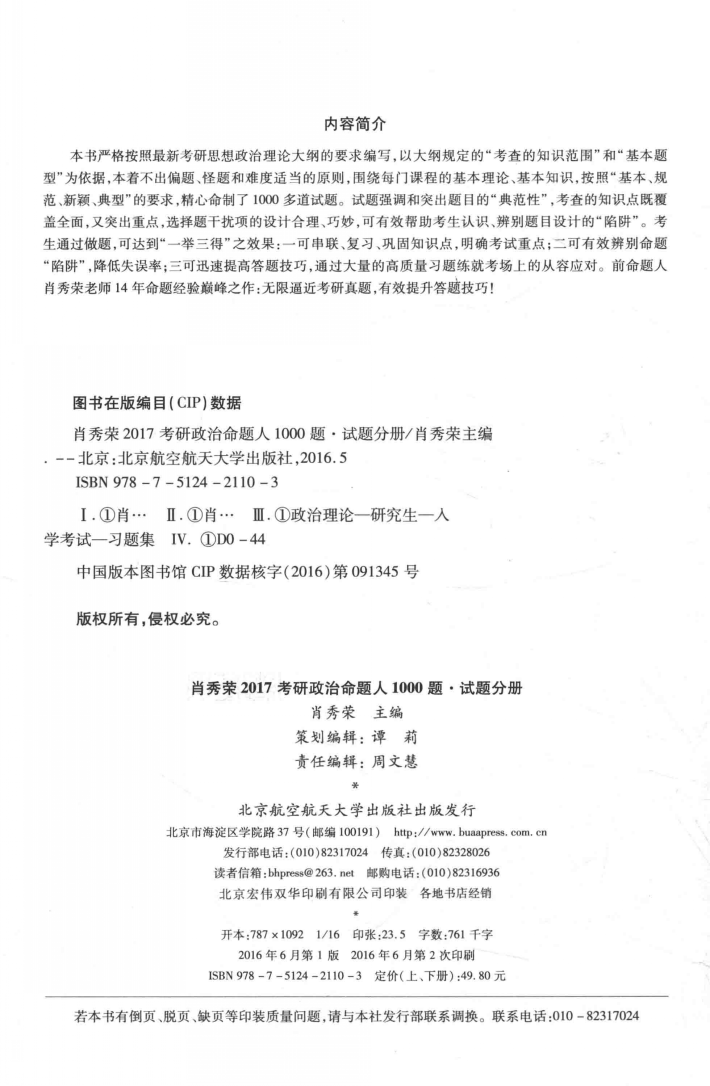 内容简介
本书严格按照最新考研思想政治理论大纲的要求编写,以大纲规定的“考查的知识范围”和“基本题
型”为依据,本着不出偏题、怪题和难度适当的原则,围绕每门课程的基本理论、基本知识,按照“基本、规
范、新颖、典型”的要求,精心命制了1000多道试题。试题强调和突出题目的“典范性”,考查的知识点既覆
盖全面,又突出重点,选择题干扰项的设计合理、巧妙,可有效帮助考生认识、辨别题目设计的“陷阱”。考
生通过做题,可达到“一举三得”之效果:一可串联、复习、巩固知识点,明确考试重点;二可有效辨别命题
“陷阱”,降低失误率;三可迅速提高答题技巧,通过大量的高质量习题练就考场上的从容应对。前命题人
肖秀荣老师14年命题经验巅峰之作:无限逼近考研真题,有效提升答题技巧!
图书在版编目(CIP)数据
肖秀荣2017考研政治命题人1000题·试题分册/肖秀荣主编
. --北京:北京航空航天大学出版社,2016.5
ISBN 978-7-5124-2110-3
Ⅰ.①肖… Ⅱ.①肖… Ⅲ.①政治理论—研究生—入
学考试—习题集 Ⅳ. ①D0-44
中国版本图书馆CIP数据核字(2016)第091345号
版权所有,侵权必究。
肖秀荣2017考研政治命题人1000题·试题分册
肖秀荣 主编
策划编辑:谭 莉
责任编辑:周文慧
*
北京航空航天大学出版社出版发行
北京市海淀区学院路37号(邮编100191) http://www.buaapress.com.cn
发行部电话:(010)82317024 传真:(010)82328026
读者信箱:bhpress@263.net 邮购电话:(010)82316936
北京宏伟双华印刷有限公司印装 各地书店经销
*
开本:787×1092 1/16 印张:23.5 字数:761千字
2016年6月第1版 2016年6月第2次印刷
ISBN 978-7-5124-2110-3 定价(上、下册):49.80元
若本书有倒页、脱页、缺页等印装质量问题,请与本社发行部联系调换。联系电话:010-82317024